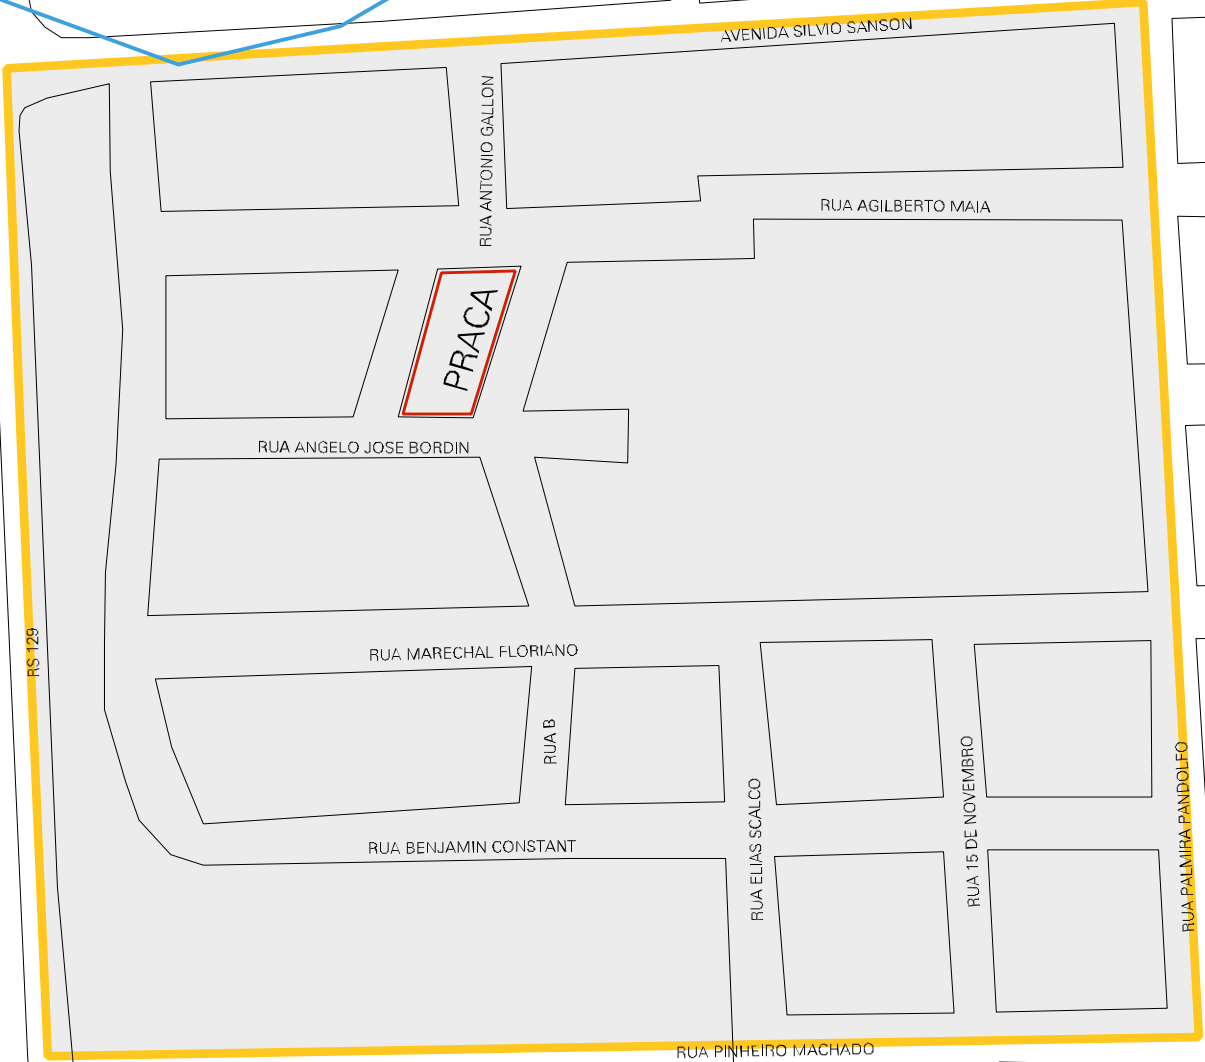 AVENIDA SILVIO SANSON
RUA ANTONIO GALLON
RUA AGILBERTO MAIA
PRACA
RUA ANGELO JOSE BORDIN
RS 129
RUA MARECHAL FLORIANO
RUA B
RUA ELIAS SCALCO
RUA 15 DE NOVEMBRO
RUA PALMIRA PANDOLFO
RUA BENJAMIN CONSTANT
RUA PINHEIRO MACHADO